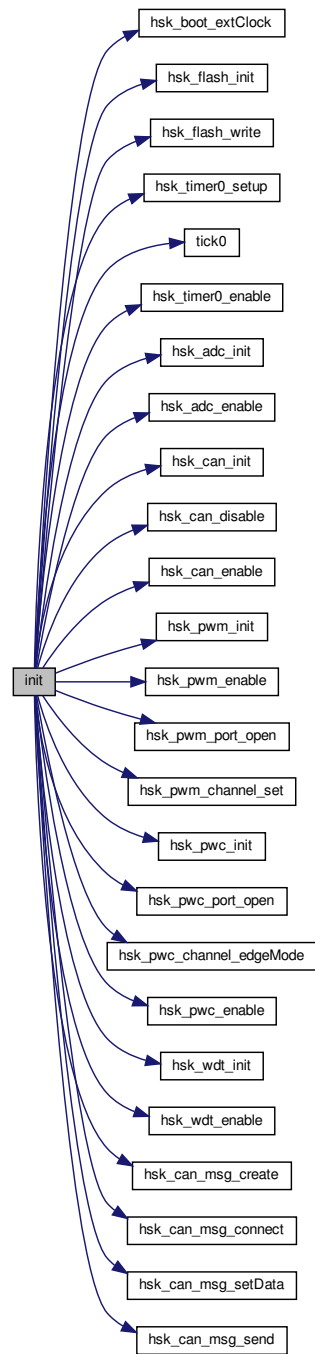 hsk_boot_extClock
hsk_flash_init
hsk_flash_write
hsk_timer0_setup
tick0
hsk_timer0_enable
hsk_adc_init
hsk_adc_enable
hsk_can_init
hsk_can_disable
hsk_can_enable
hsk_pwm_init
init
hsk_pwm_enable
hsk_pwm_port_open
hsk_pwm_channel_set
hsk_pwc_init
hsk_pwc_port_open
hsk_pwc_channel_edgeMode
hsk_pwc_enable
hsk_wdt_init
hsk_wdt_enable
hsk_can_msg_create
hsk_can_msg_connect
hsk_can_msg_setData
hsk_can_msg_send